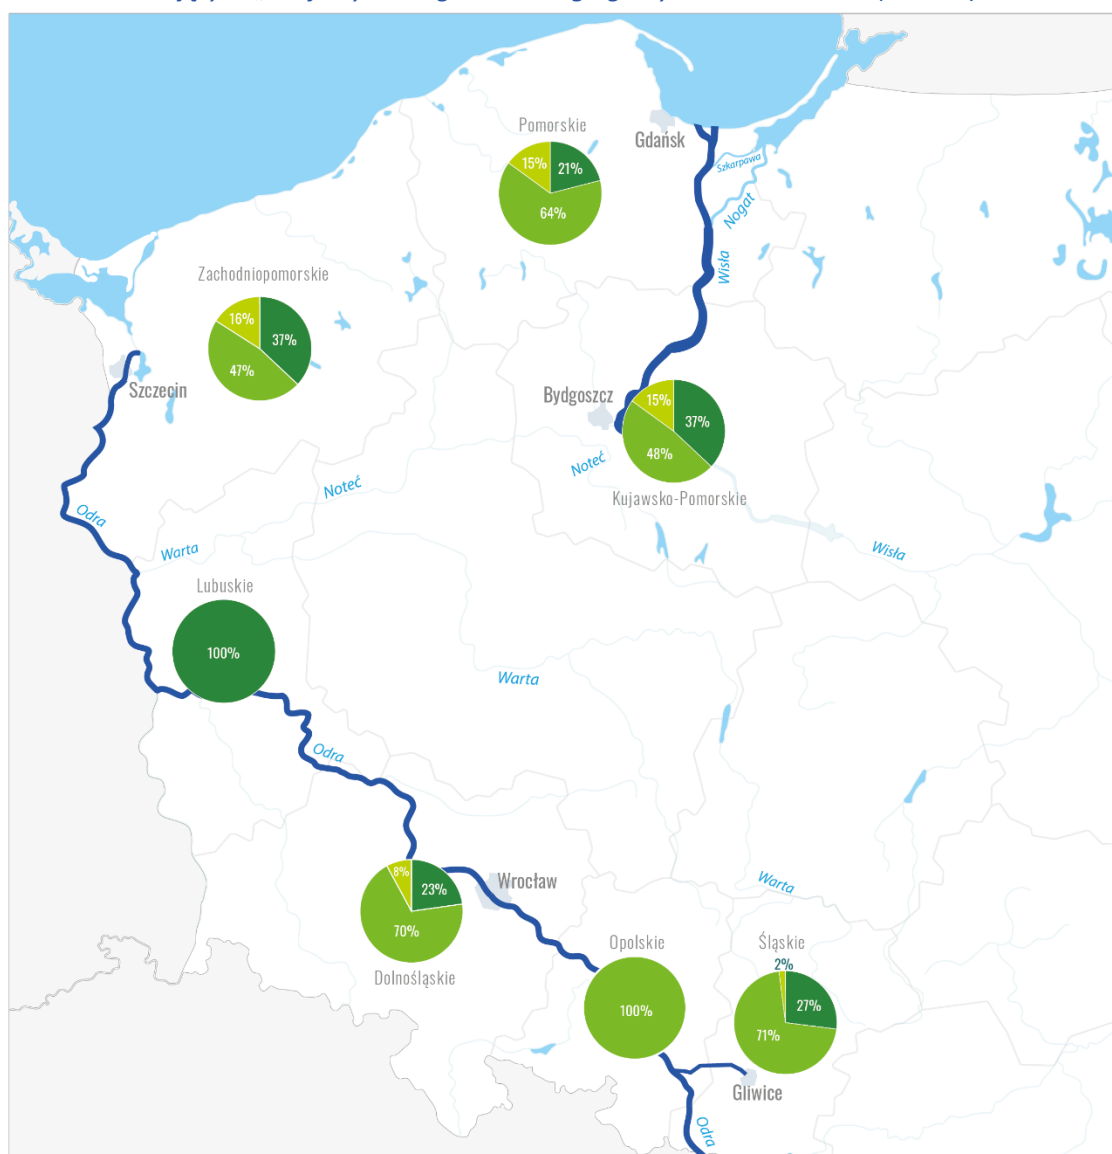 Pomorskie
Gdańsk
15%
21%
64%
Szkarpawa
Nogat
Wisła
Zachodniopomorskie
16%
37%
47%
Szczecin
Bydgoszcz
15%
37%
48%
Noteć
Kujawsko-Pomorskie
Noteć
Odra
Warta
Wisła
Lubuskie
100%
Warta
Odra
8%
23%
70%
Wrocław
Dolnośląskie
Warta
Opolskie
100%
Śląskie
2%
27%
71%
Gliwice
Odra